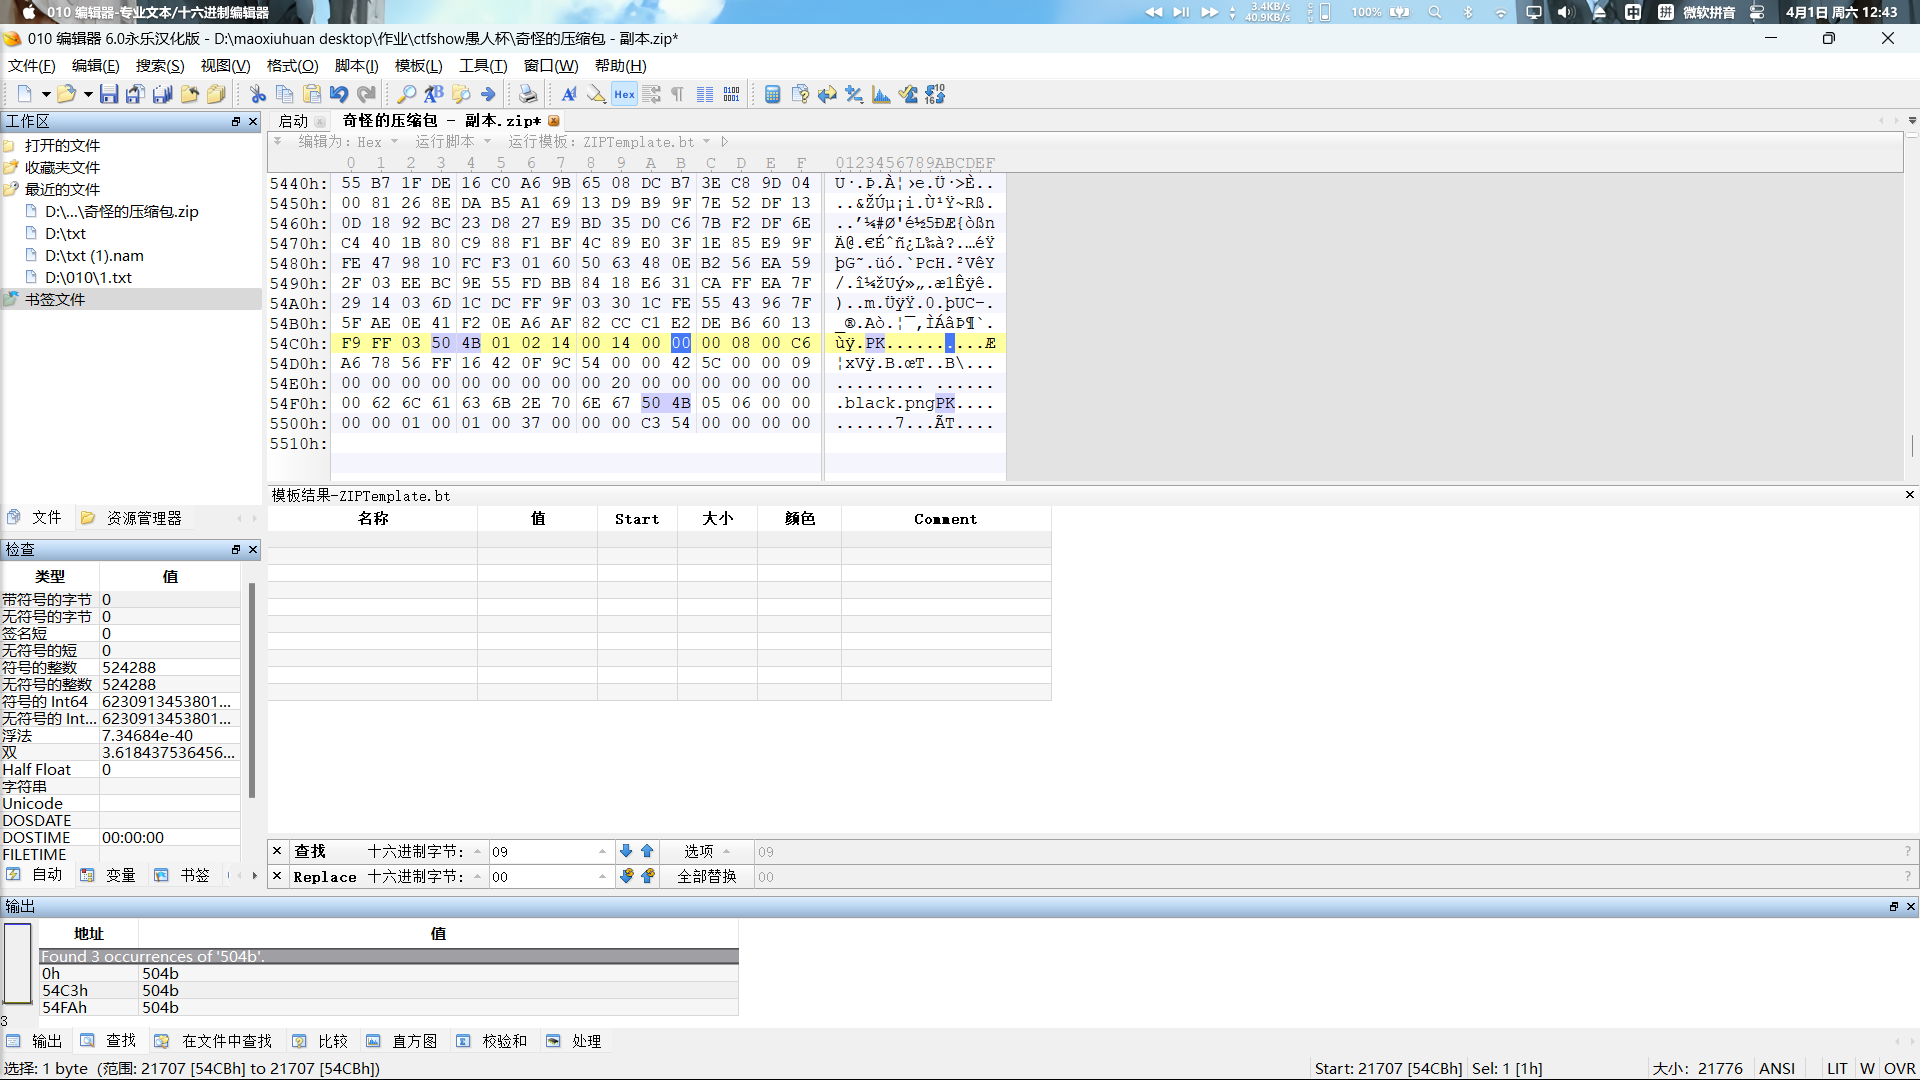 010 编辑器-专业文本/十六进制编辑器
3.4KB/s
40.9KB/s
100%
中 拼 微软拼音 4月1日 周六 12:43
010 编辑器 6.0永乐汉化版 - D:\maoxiuhuan desktop\作业\ctfshow愚人杯\奇怪的压缩包 - 副本.zip*
文件(F) 编辑(E) 搜索(S) 视图(V) 格式(O) 脚本(I) 模板(L) 工具(T) 窗口(W) 帮助(H)
工作区
打开的文件
收藏夹文件
最近的文件
D:\...\奇怪的压缩包.zip
D:\txt
D:\txt (1).nam
D:\010\1.txt
书签文件
文件 资源管理器
启动 奇怪的压缩包 - 副本.zip*
编辑为: Hex 运行脚本 运行模板: ZIPTemplate.bt
0 1 2 3 4 5 6 7 8 9 A B C D E F 0123456789ABCDEF
5440h: 55 B7 1F DE 16 C0 A6 9B 65 08 DC B7 3E C8 9D 04 U·.Þ.À¦›e.Ü·>È..
5450h: 00 81 26 8E DA B5 A1 69 13 D9 B9 9F 7E 52 DF 13 ..&ŽÚµ¡i.Ù¹Ÿ~Rß.
5460h: 0D 18 92 BC 23 D8 27 E9 BD 35 D0 C6 7B F2 DF 6E ..’¼#Ø'é½5ÐÆ{òßn
5470h: C4 40 1B 80 C9 88 F1 BF 4C 89 E0 3F 1E 85 E9 9F Ä@.€Éˆñ¿L‰à?.…éŸ
5480h: FE 47 98 10 FC F3 01 60 50 63 48 0E B2 56 EA 59 þG˜.üó.`PcH.²VêY
5490h: 2F 03 EE BC 9E 55 FD BB 84 18 E6 31 CA FF EA 7F /.î¼žUý»„.æ1Êÿê.
54A0h: 29 14 03 6D 1C DC FF 9F 03 30 1C FE 55 43 96 7F )..m.ÜÿŸ.0.þUC–.
54B0h: 5F AE 0E 41 F2 0E A6 AF 82 CC C1 E2 DE B6 60 13 _®.Aò.¦¯‚ÌÁâÞ¶`.
54C0h: F9 FF 03 50 4B 01 02 14 00 14 00 00 00 08 00 C6 ùÿ.PK..........Æ
54D0h: A6 78 56 FF 16 42 0F 9C 54 00 00 42 5C 00 00 09 ¦xVÿ.B.œT..B\...
54E0h: 00 00 00 00 00 00 00 00 00 20 00 00 00 00 00 00 ......... ......
54F0h: 00 62 6C 61 63 6B 2E 70 6E 67 50 4B 05 06 00 00 .black.pngPK....
5500h: 00 00 01 00 01 00 37 00 00 00 C3 54 00 00 00 00 ......7...ÃT....
5510h:
模板结果-ZIPTemplate.bt
名称 值 Start 大小 颜色 Comment
检查
类型 值
带符号的字节 0
无符号的字节 0
签名短 0
无符号的短 0
符号的整数 524288
无符号的整数 524288
符号的 Int64 6230913453801...
无符号的 Int... 6230913453801...
浮法 7.34684e-40
双 3.618437536456...
Half Float 0
字符串
Unicode
DOSDATE
DOSTIME 00:00:00
FILETIME
自动 变量 书签
查找 十六进制字节: 09 选项 09
Replace 十六进制字节: 00 全部替换 00
输出
地址 值
Found 3 occurrences of '504b'.
0h 504b
54C3h 504b
54FAh 504b
3
输出 查找 在文件中查找 比较 直方图 校验和 处理
选择: 1 byte (范围: 21707 [54CBh] to 21707 [54CBh]) Start: 21707 [54CBh] Sel: 1 [1h] 大小: 21776 ANSI LIT W OVR